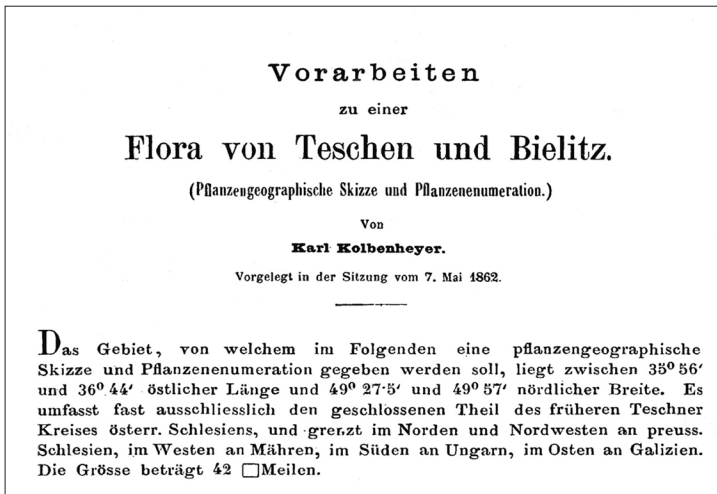 Vorarbeiten
zu einer
Flora von Teschen und Bielitz.
(Pflanzengeographische Skizze und Pflanzenenumeration.)
Von
Karl Kolbenheyer.
Vorgelegt in der Sitzung vom 7. Mai 1862.
Das Gebiet, von welchem im Folgenden eine pflanzengeographische
Skizze und Pflanzenenumeration gegeben werden soll, liegt zwischen 35⁰ 56′
und 36⁰ 44′ östlicher Länge und 49⁰ 27·5′ und 49⁰ 57′ nördlicher Breite. Es
umfasst fast ausschliesslich den geschlossenen Theil des früheren Teschner
Kreises österr. Schlesiens, und grenzt im Norden und Nordwesten an preuss.
Schlesien, im Westen an Mähren, im Süden an Ungarn, im Osten an Galizien.
Die Grösse beträgt 42 □Meilen.